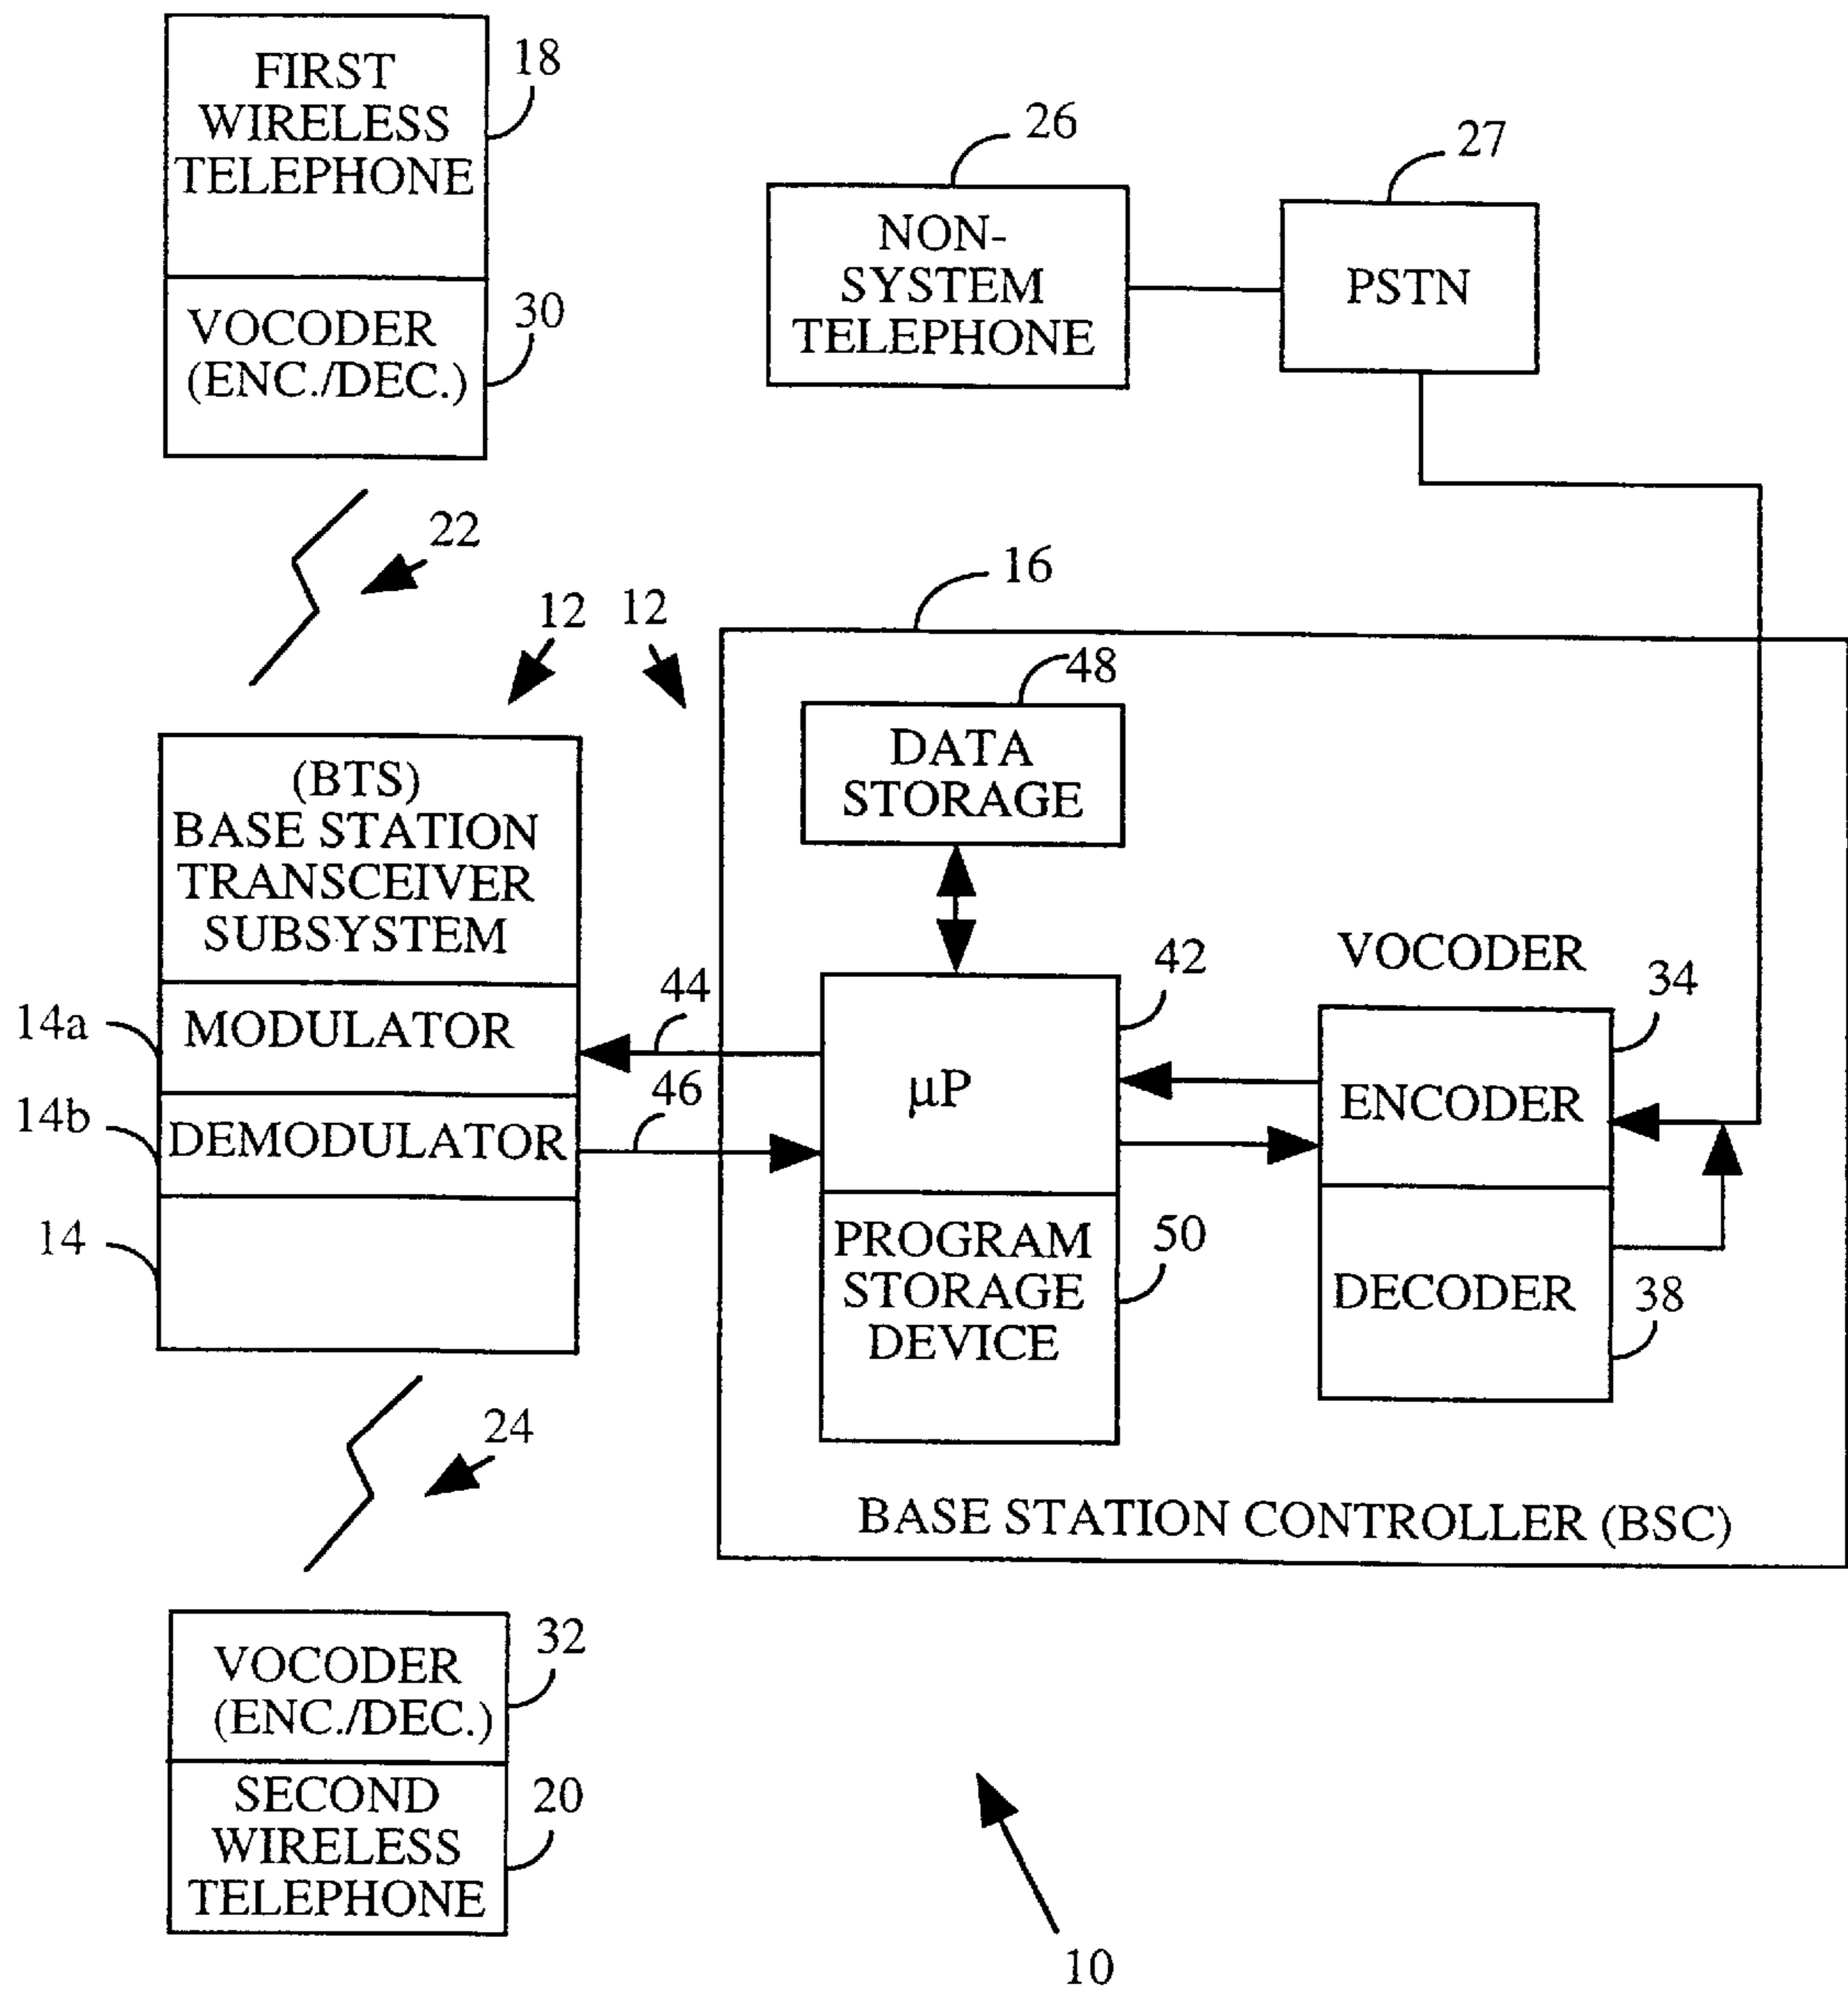 FIRST
WIRELESS
TELEPHONE
18
VOCODER
(ENC./DEC.)
30
26
NON-
SYSTEM
TELEPHONE
27
PSTN
22
12
12
16
48
DATA
STORAGE
(BTS)
BASE STATION
TRANSCEIVER
SUBSYSTEM
14a
MODULATOR
44
14b
DEMODULATOR
46
14
42
µP
PROGRAM
STORAGE
DEVICE
50
VOCODER
34
ENCODER
DECODER
38
BASE STATION CONTROLLER (BSC)
24
VOCODER
(ENC./DEC.)
32
SECOND
WIRELESS
TELEPHONE
20
10